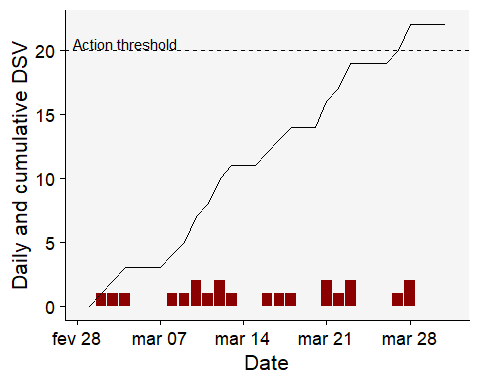 Action threshold
20
15
10
5
0
Daily and cumulative DSV
fev 28 mar 07 mar 14 mar 21 mar 28
Date